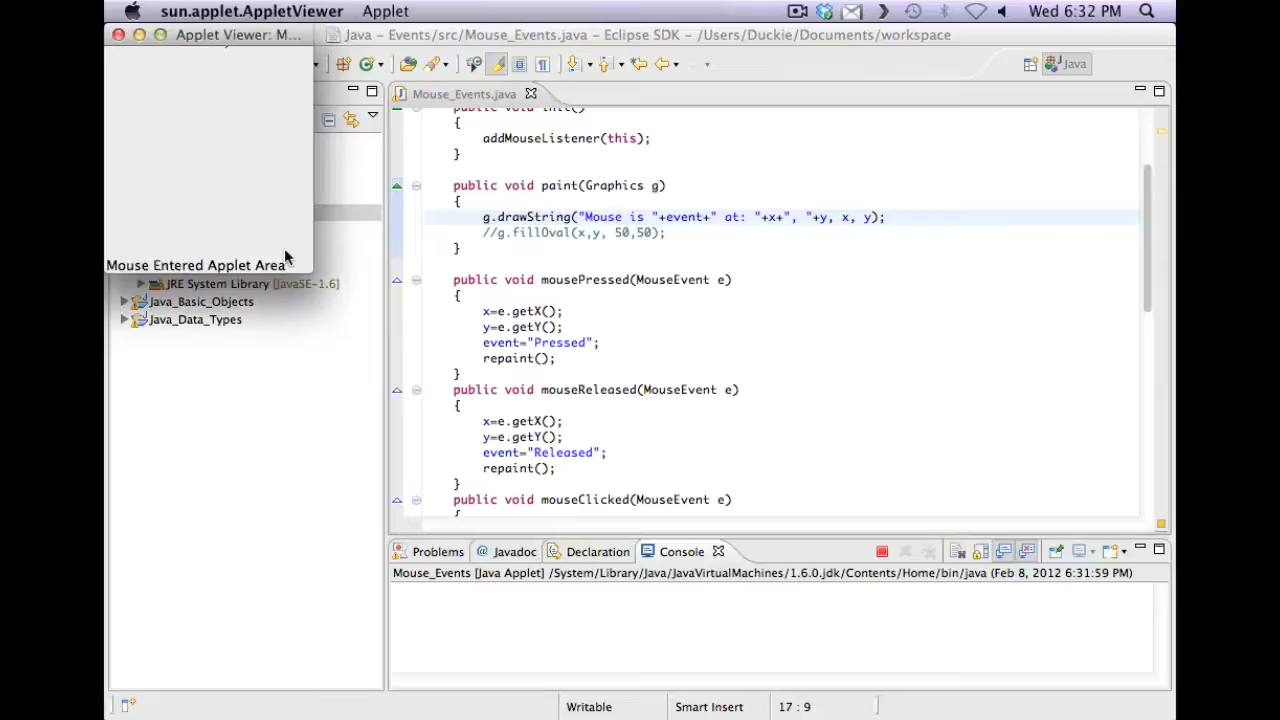 sun.applet.AppletViewer Applet Wed 6:32 PM
Applet Viewer: M...
Java – Events/src/Mouse_Events.java – Eclipse SDK – /Users/Duckie/Documents/workspace
Java
Mouse_Events.java
public void init()
{
addMouseListener(this);
}
public void paint(Graphics g)
{
g.drawString("Mouse is "+event+" at: "+x+", "+y, x, y);
//g.fillOval(x,y, 50,50);
}
public void mousePressed(MouseEvent e)
{
x=e.getX();
y=e.getY();
event="Pressed";
repaint();
}
public void mouseReleased(MouseEvent e)
{
x=e.getX();
y=e.getY();
event="Released";
repaint();
}
public void mouseClicked(MouseEvent e)
{
Mouse Entered Applet Area
JRE System Library [JavaSE-1.6]
Java_Basic_Objects
Java_Data_Types
Problems @ Javadoc Declaration Console
Mouse_Events [Java Applet] /System/Library/Java/JavaVirtualMachines/1.6.0.jdk/Contents/Home/bin/java (Feb 8, 2012 6:31:59 PM)
Writable Smart Insert 17 : 9